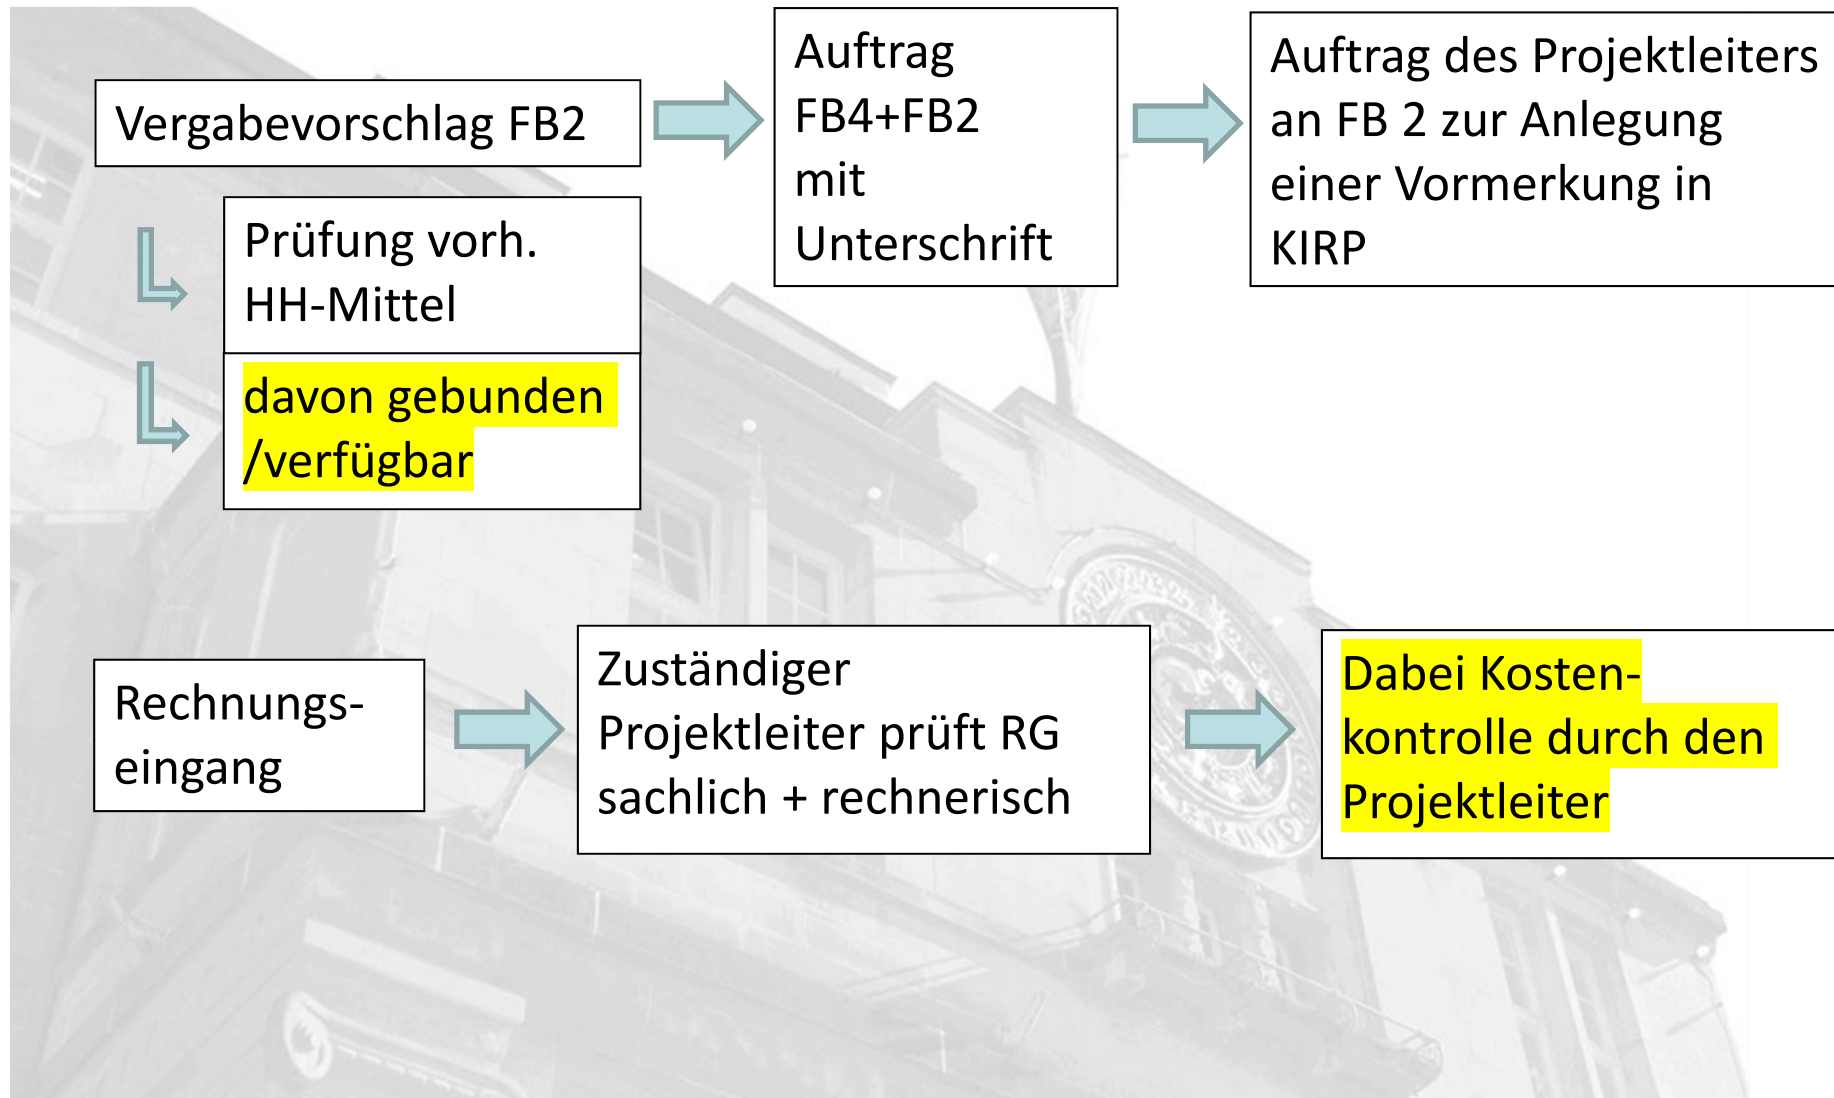 Vergabevorschlag FB2
Prüfung vorh.
HH-Mittel
davon gebunden
/verfügbar
Auftrag
FB4+FB2
mit
Unterschrift
Auftrag des Projektleiters
an FB 2 zur Anlegung
einer Vormerkung in
KIRP
Rechnungs-
eingang
Zuständiger
Projektleiter prüft RG
sachlich + rechnerisch
Dabei Kosten-
kontrolle durch den
Projektleiter